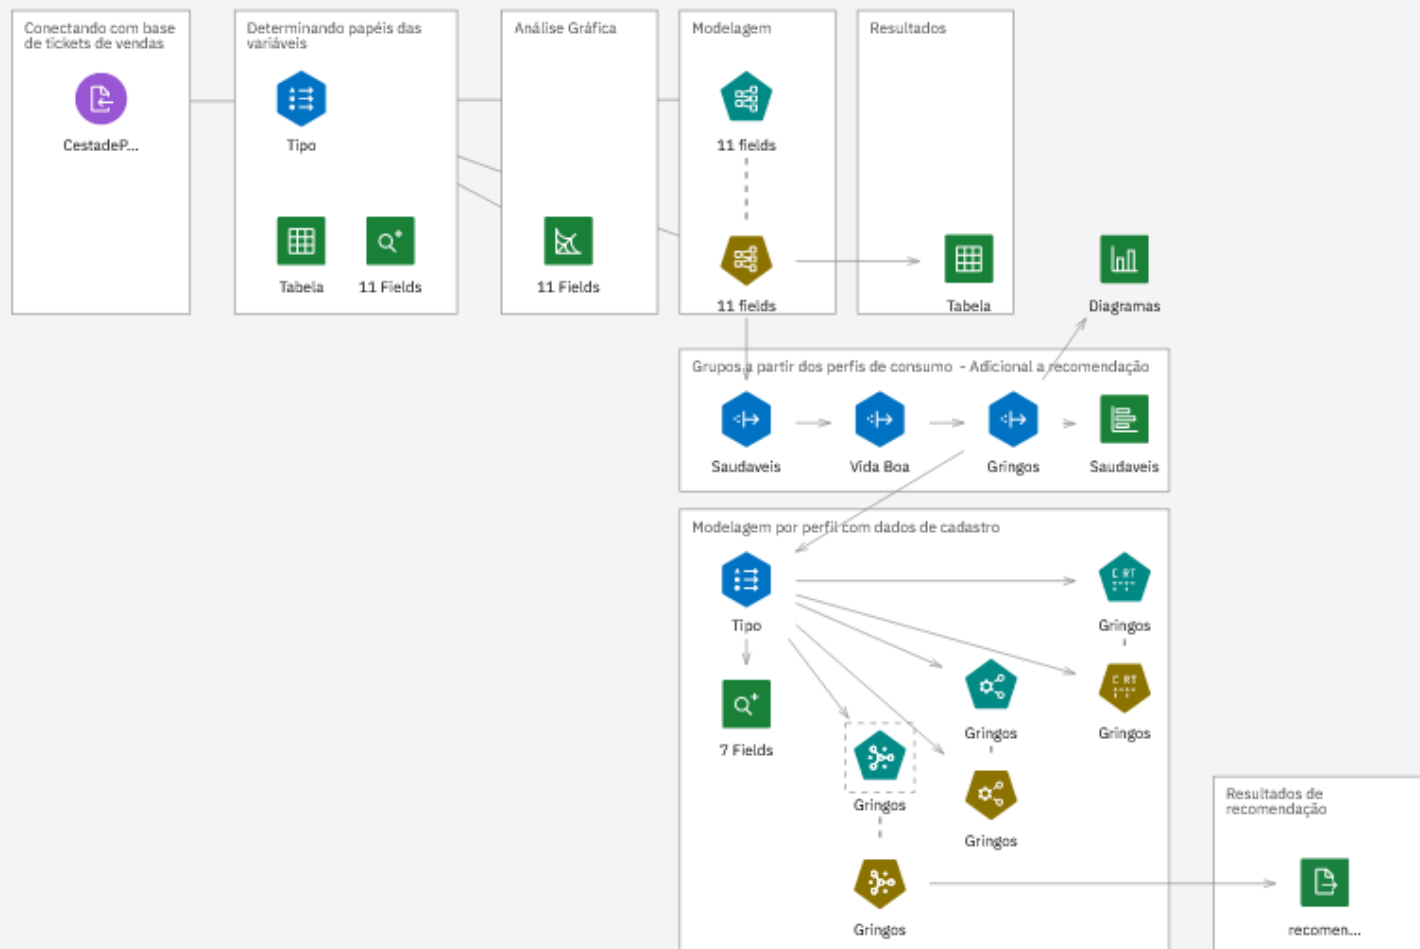 Conectando com base
de tickets de vendas
CestadeP...
Determinando papéis das
variáveis
Tipo
Tabela
11 Fields
Análise Gráfica
11 Fields
Modelagem
11 fields
11 fields
Resultados
Tabela
Diagramas
Grupos a partir dos perfis de consumo - Adicional a recomendação
Saudaveis
Vida Boa
Gringos
Saudaveis
Modelagem por perfil com dados de cadastro
Tipo
7 Fields
C RT
Gringos
C RT
Gringos
Gringos
Gringos
Gringos
Gringos
Resultados de
recomendação
recomen...